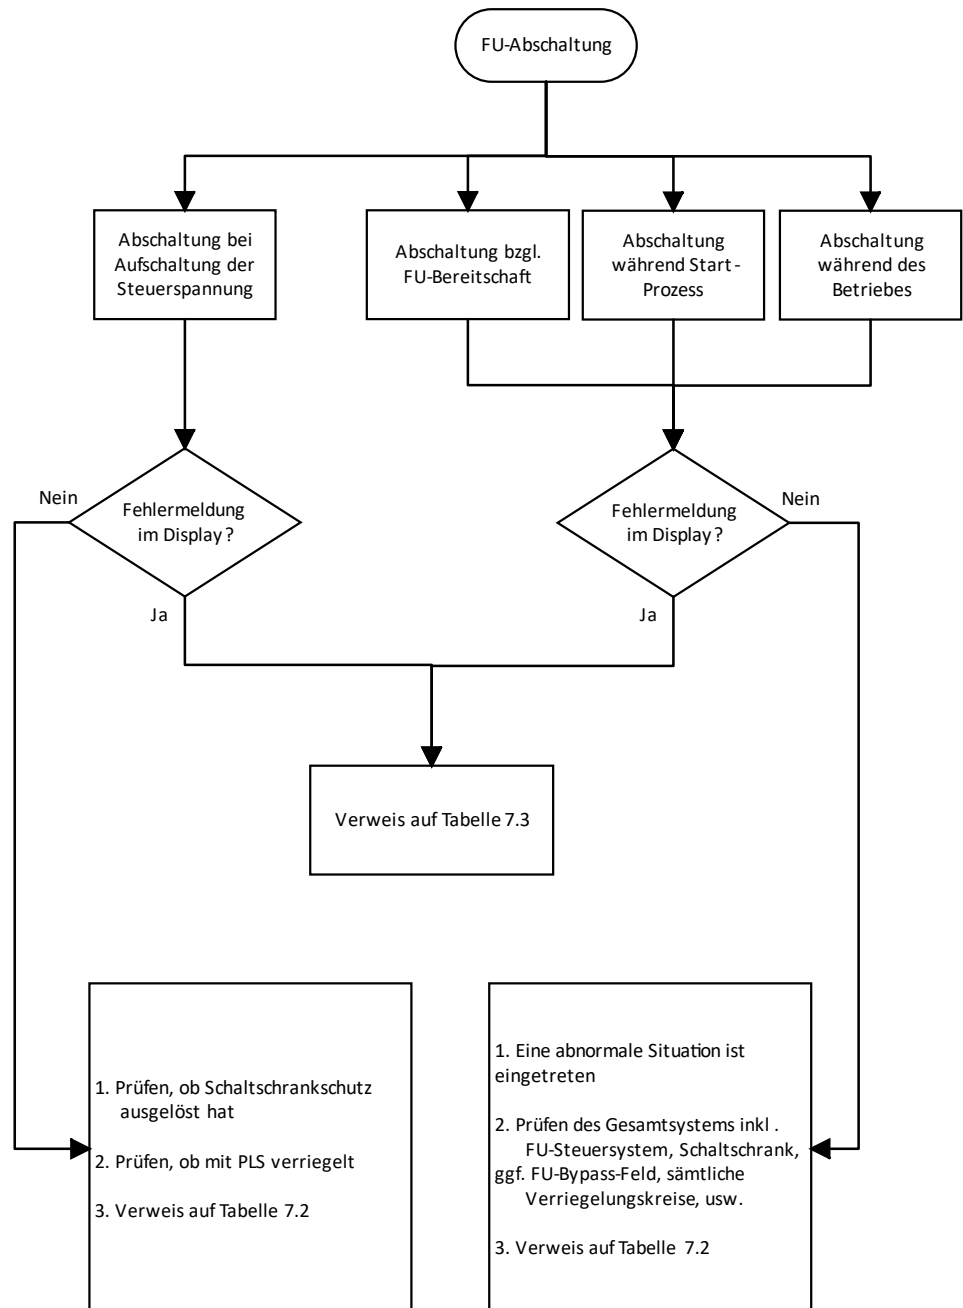 FU-Abschaltung
Abschaltung bei
Aufschaltung der
Steuerspannung
Abschaltung bzgl.
FU-Bereitschaft
Abschaltung
während Start-
Prozess
Abschaltung
während des
Betriebes
Nein
Fehlermeldung
im Display?
Ja
Fehlermeldung
im Display?
Nein
Ja
Verweis auf Tabelle 7.3
1. Prüfen, ob Schaltschrankschutz
ausgelöst hat
2. Prüfen, ob mit PLS verriegelt
3. Verweis auf Tabelle 7.2
1. Eine abnormale Situation ist
eingetreten
2. Prüfen des Gesamtsystems inkl.
FU-Steuersystem, Schaltschrank,
ggf. FU-Bypass-Feld, sämtliche
Verriegelungskreise, usw.
3. Verweis auf Tabelle 7.2